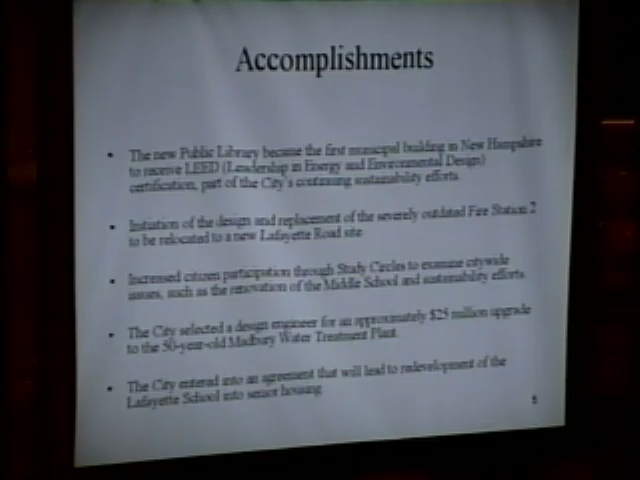 Accomplishments
• The new Public Library became the first municipal building in New Hampshire
to receive LEED (Leadership in Energy and Environmental Design)
certification, part of the City's continuing sustainability efforts.
• Initiation of the design and replacement of the severely outdated Fire Station 2
to be relocated to a new Lafayette Road site.
• Increased citizen participation through Study Circles to examine citywide
issues, such as the renovation of the Middle School and sustainability efforts.
• The City selected a design engineer for an approximately $25 million upgrade
to the 50-year-old Madbury Water Treatment Plant.
• The City entered into an agreement that will lead to redevelopment of the
Lafayette School into senior housing.